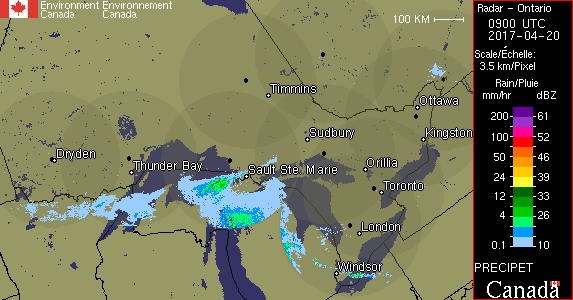 Environment Environnement
Canada Canada
100 KM
Timmins
Ottawa
Sudbury
Kingston
Dryden
Thunder Bay
Sault Ste. Marie
Orillia
Toronto
London
Windsor
Radar - Ontario
0900 UTC
2017-04-20
Scale/Échelle:
3.5 km/Pixel
Rain/Pluie
mm/hr dBZ
200 61
100 52
50 46
24 39
12 33
4 26
0.1 10
PRECIPET
Canada